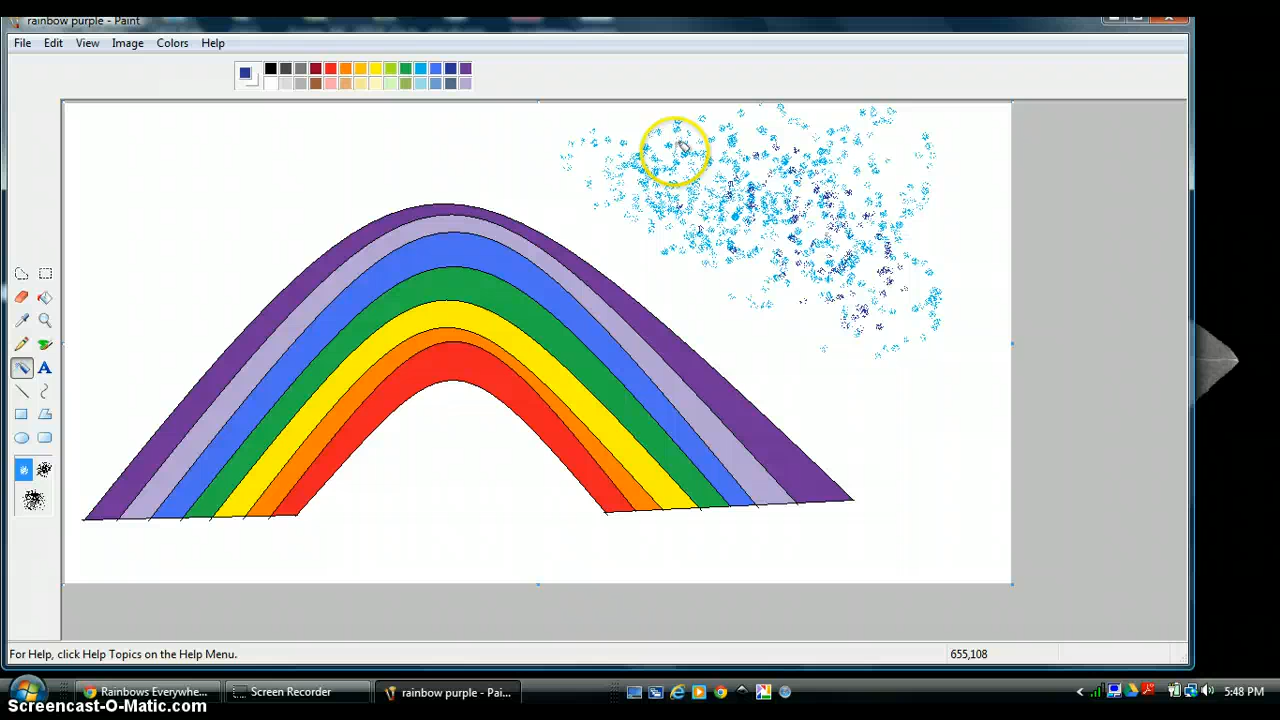 rainbow purple - Paint
File Edit View Image Colors Help
A
For Help, click Help Topics on the Help Menu.
655,108
Rainbows Everywhe...
Screen Recorder
rainbow purple - Pai...
5:48 PM
Screencast-O-Matic.com